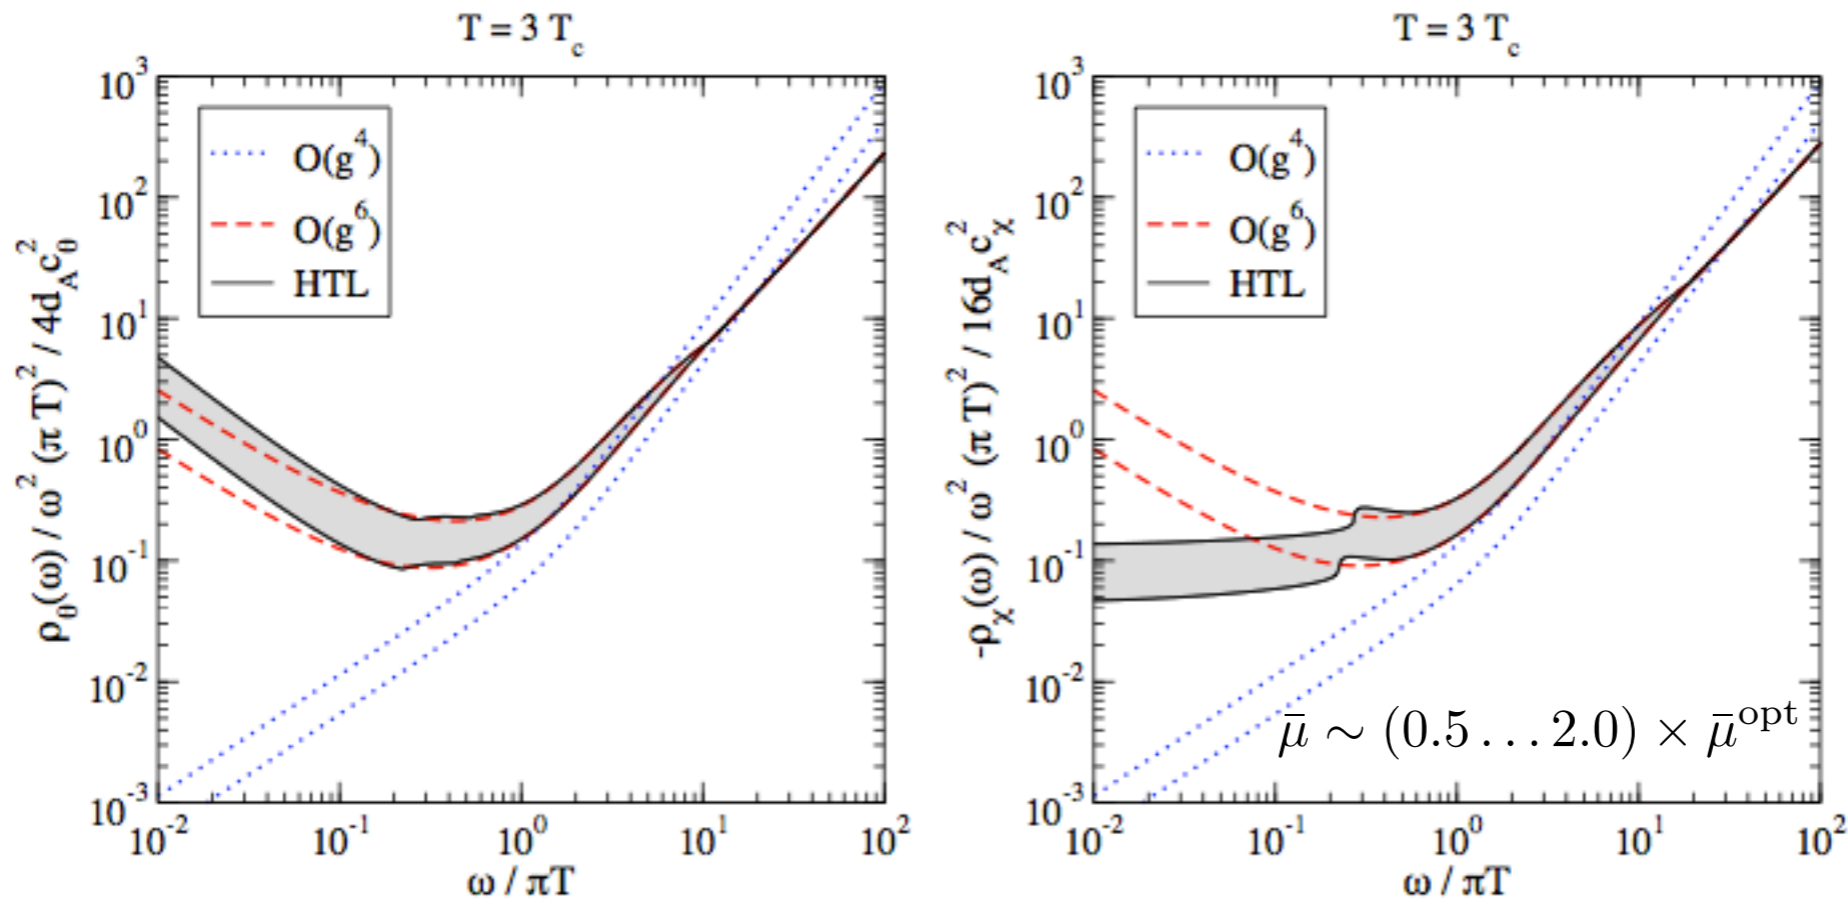 T = 3 T_c
10^3
10^2
10^1
10^0
10^-1
10^-2
10^-3
O(g^4)
O(g^6)
HTL
ρ_0(ω) / ω^2 (π T)^2 / 4d_A c_0^2
10^-2 10^-1 10^0 10^1 10^2
ω / πT
T = 3 T_c
10^3
10^2
10^1
10^0
10^-1
10^-2
10^-3
O(g^4)
O(g^6)
HTL
-ρ_χ(ω) / ω^2 (π T)^2 / 16d_A c_χ^2
μ̄ ∼ (0.5 … 2.0) × μ̄^opt
10^-2 10^-1 10^0 10^1 10^2
ω / πT